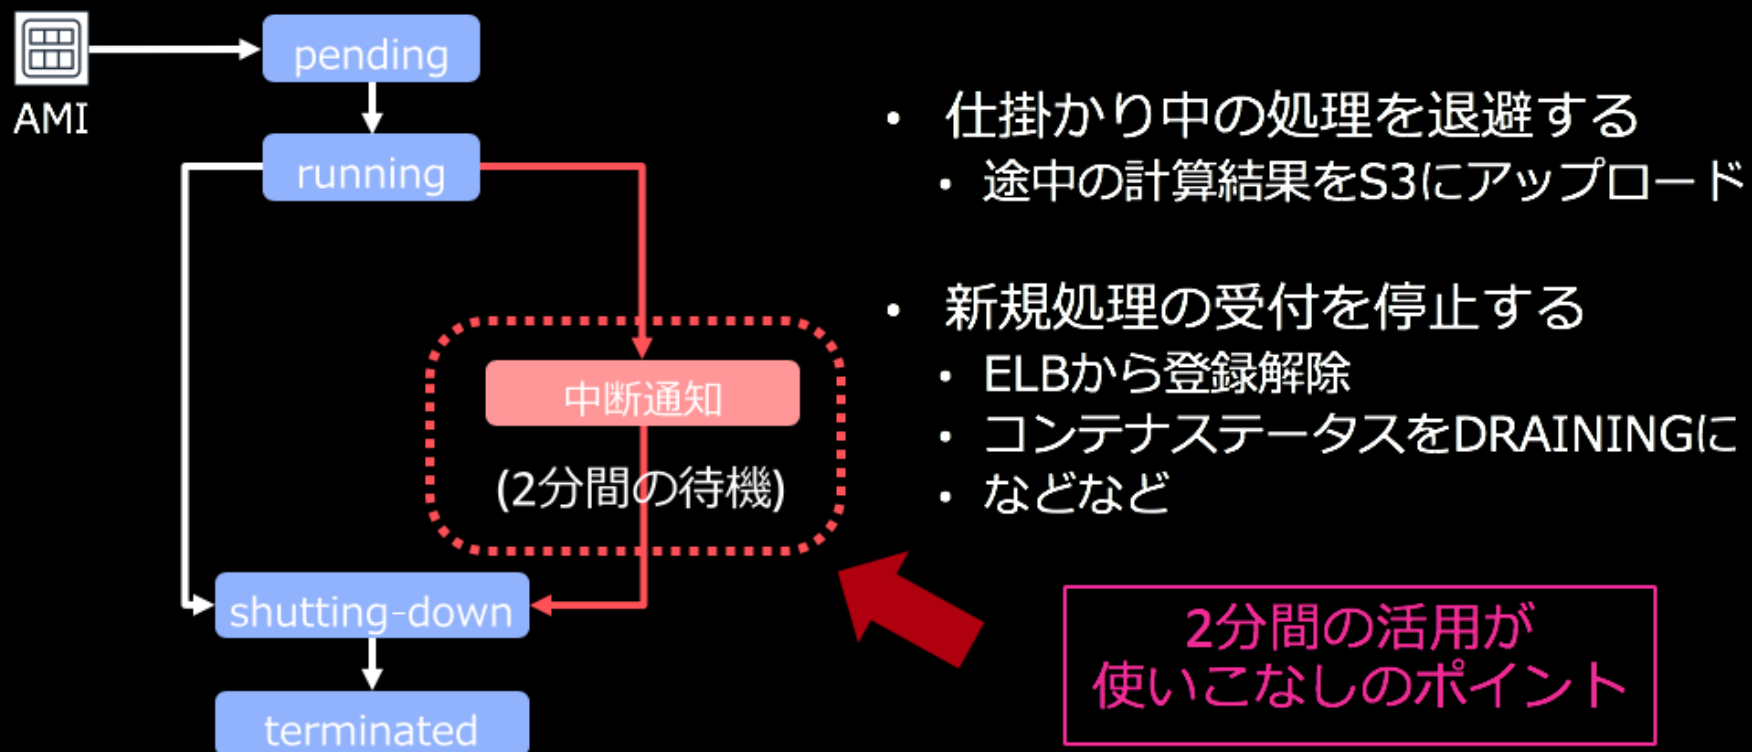 AMI
pending
running
中断通知
(2分間の待機)
shutting-down
terminated
• 仕掛かり中の処理を退避する
• 途中の計算結果をS3にアップロード
• 新規処理の受付を停止する
• ELBから登録解除
• コンテナステータスをDRAININGに
• などなど
2分間の活用が
使いこなしのポイント